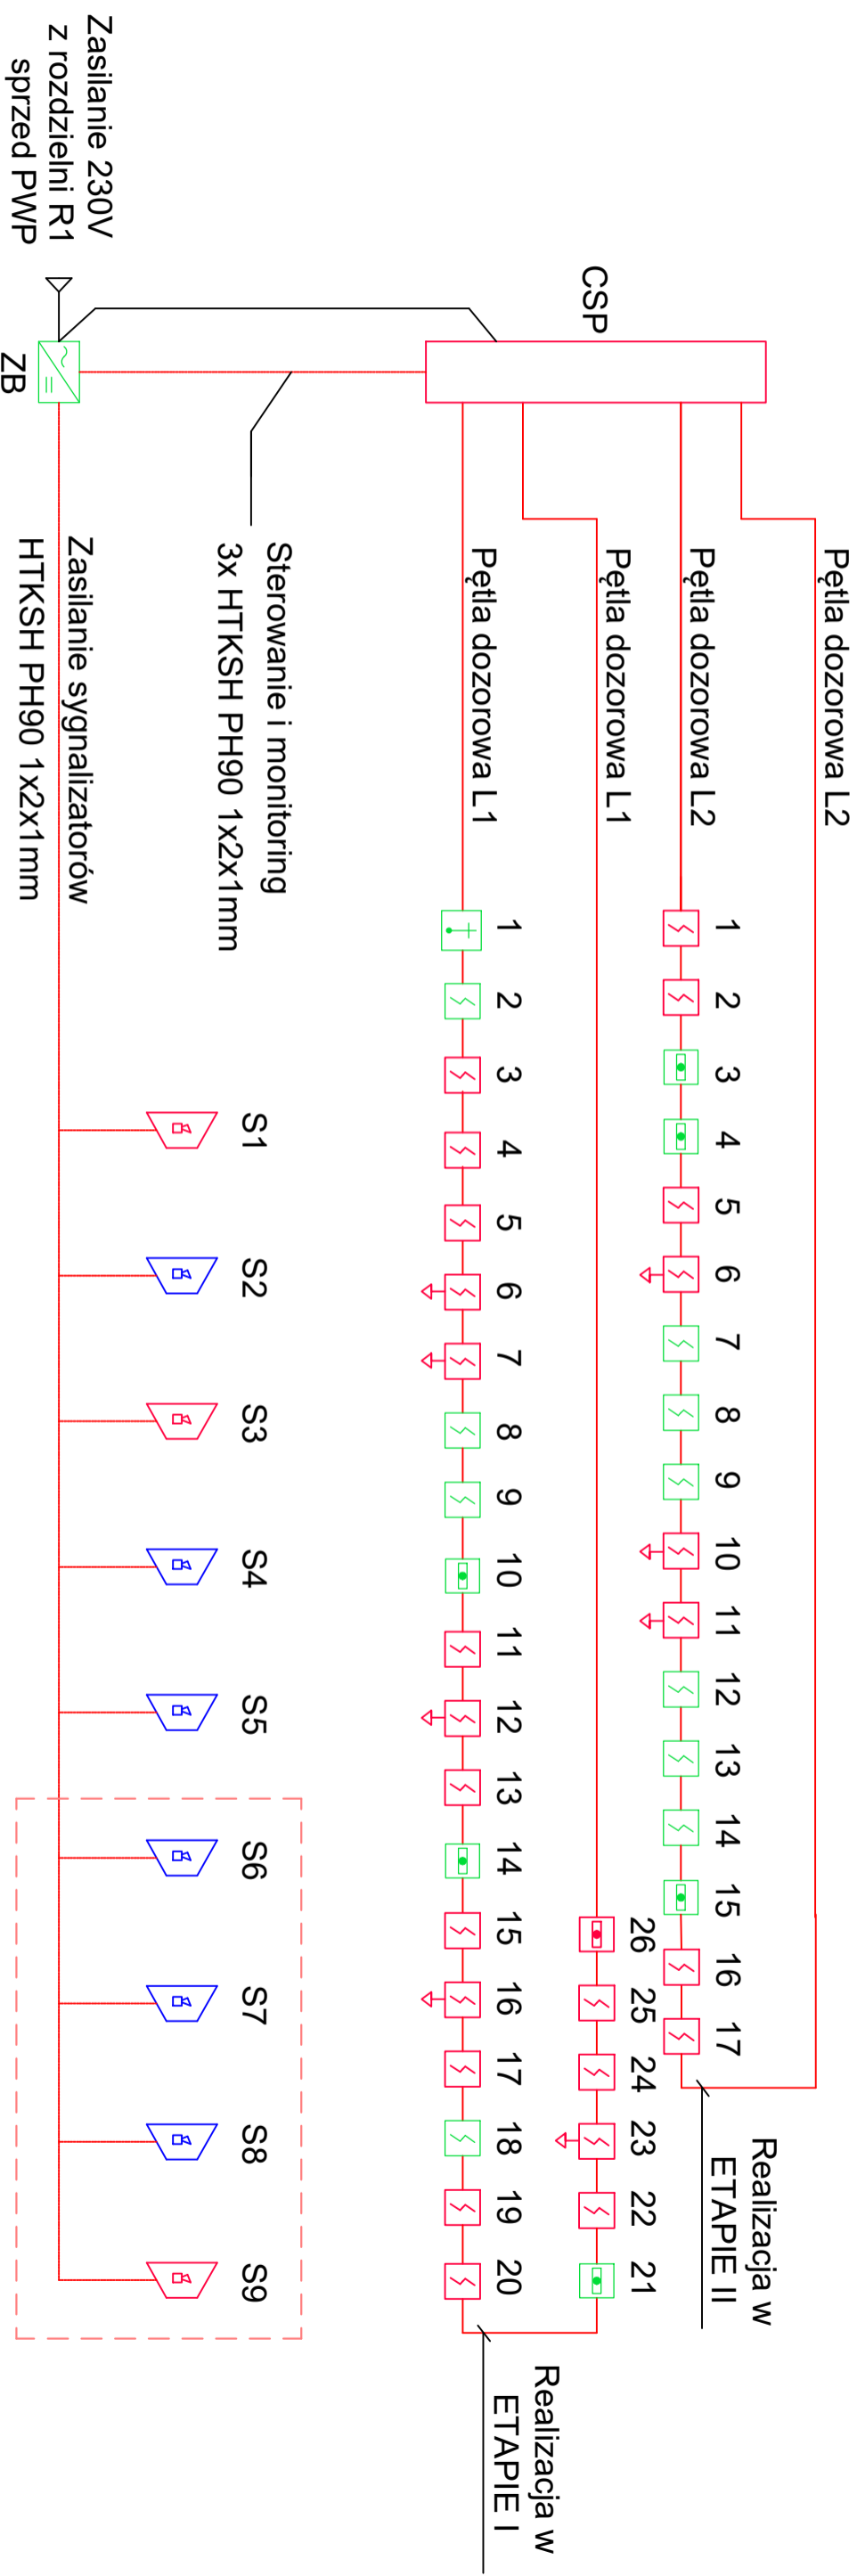 Pętla dozorowa L2
Pętla dozorowa L2
1 2 3 4 5 6 7 8 9 10 11 12 13 14 15 16 17
Realizacja w
ETAPIE II
CSP
Pętla dozorowa L1
26 25 24 23 22 21
Pętla dozorowa L1
1 2 3 4 5 6 7 8 9 10 11 12 13 14 15 16 17 18 19 20
Realizacja w
ETAPIE I
Sterowanie i monitoring
3x HTKSH PH90 1x2x1mm
S1 S2 S3 S4 S5 S6 S7 S8 S9
Zasilanie 230V
z rozdzielni R1
sprzed PWP
ZB
Zasilanie sygnalizatorów
HTKSH PH90 1x2x1mm